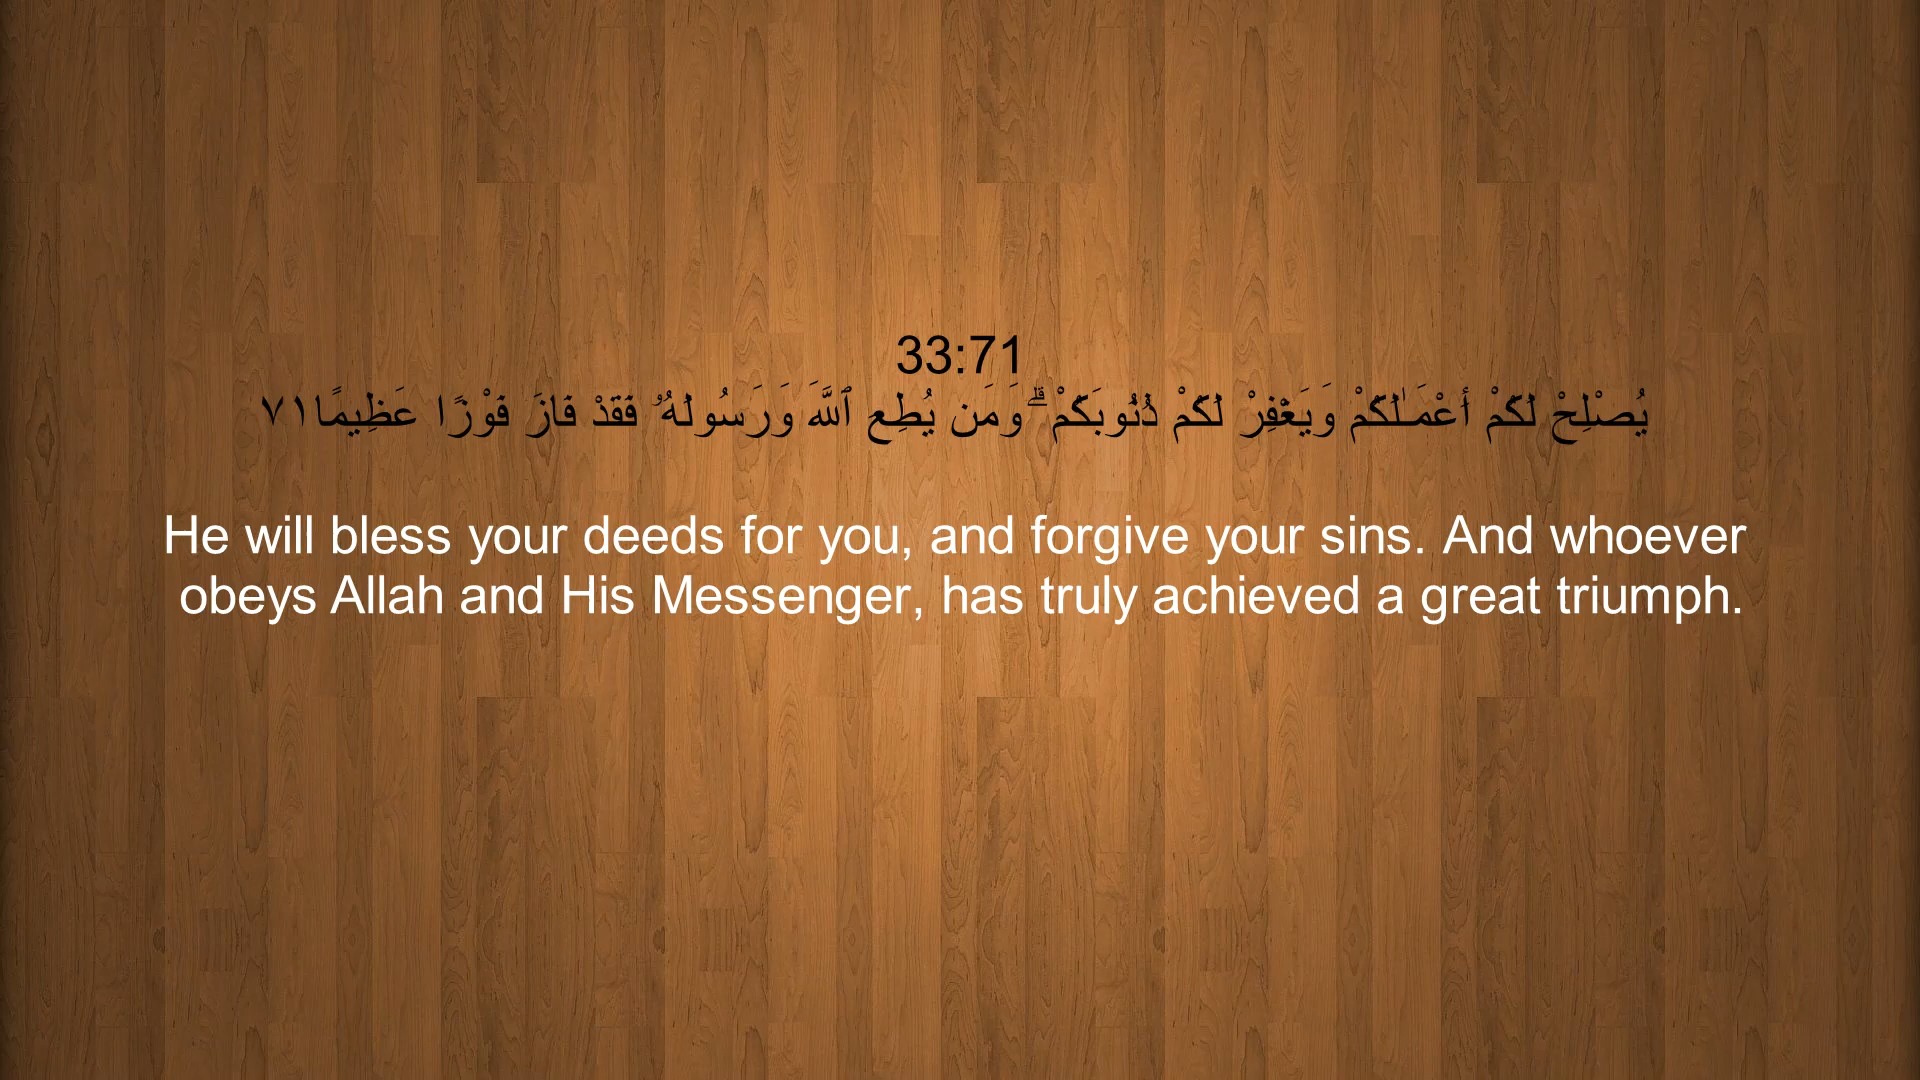 33:71
يُصْلِحْ لَكُمْ أَعْمَـٰلَكُمْ وَيَغْفِرْ لَكُمْ ذُنُوبَكُمْ ۗ وَمَن يُطِعِ ٱللَّهَ وَرَسُولَهُۥ فَقَدْ فَازَ فَوْزًا عَظِيمًا ٧١
He will bless your deeds for you, and forgive your sins. And whoever
obeys Allah and His Messenger, has truly achieved a great triumph.